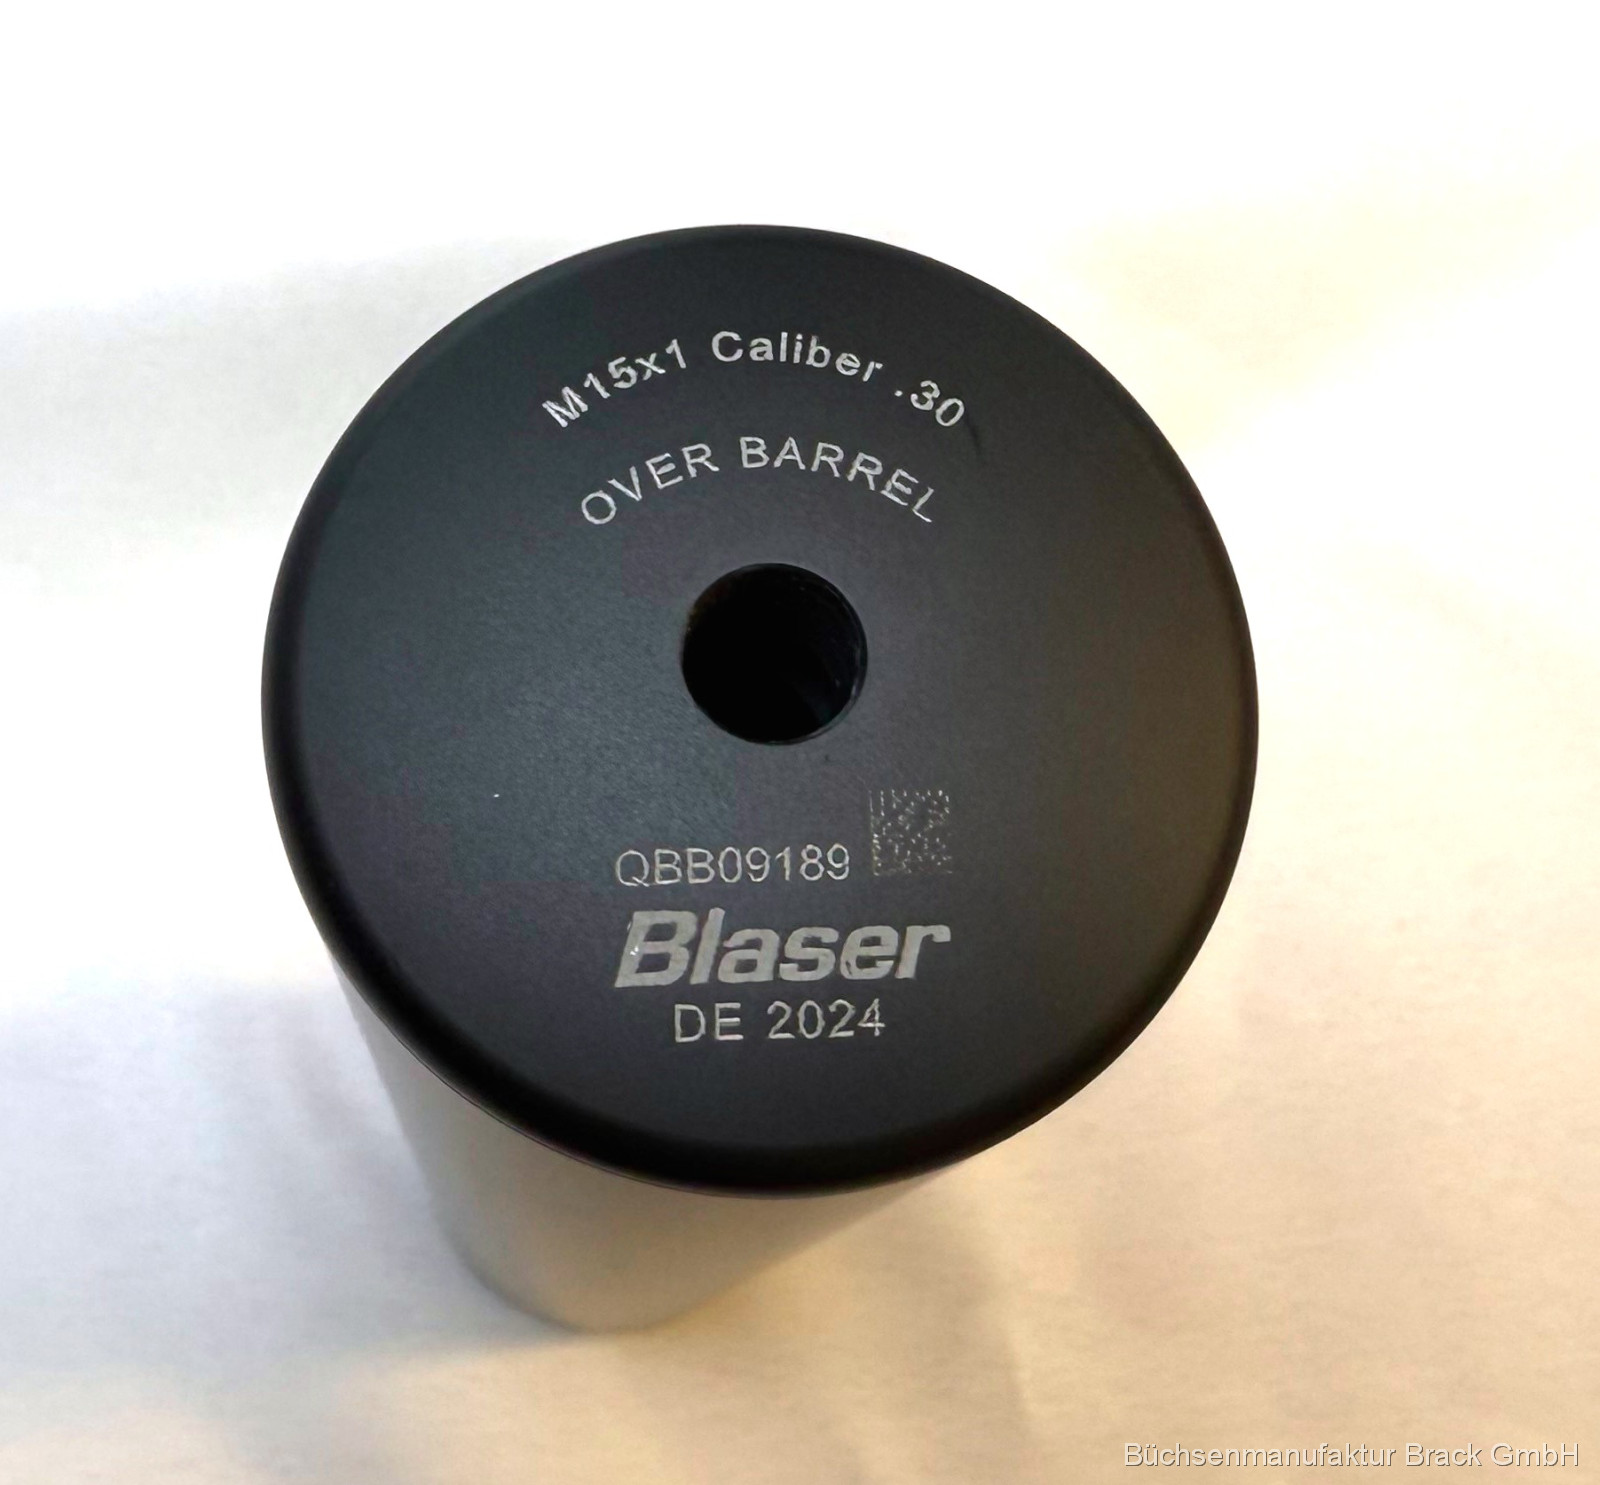 M15x1 Caliber .30
OVER BARREL
QBB09189
Blaser
DE 2024
Büchsenmanufaktur Brack GmbH